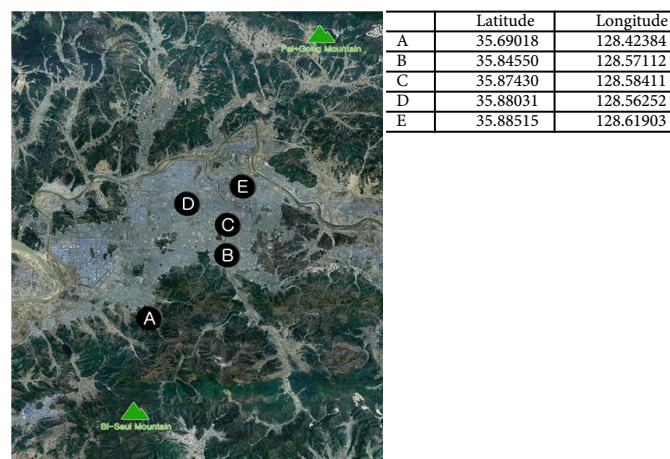 Pal-Gong Mountain
E
D
C
B
A
Bi-Seul Mountain
Latitude Longitude
A 35.69018 128.42384
B 35.84550 128.57112
C 35.87430 128.58411
D 35.88031 128.56252
E 35.88515 128.61903